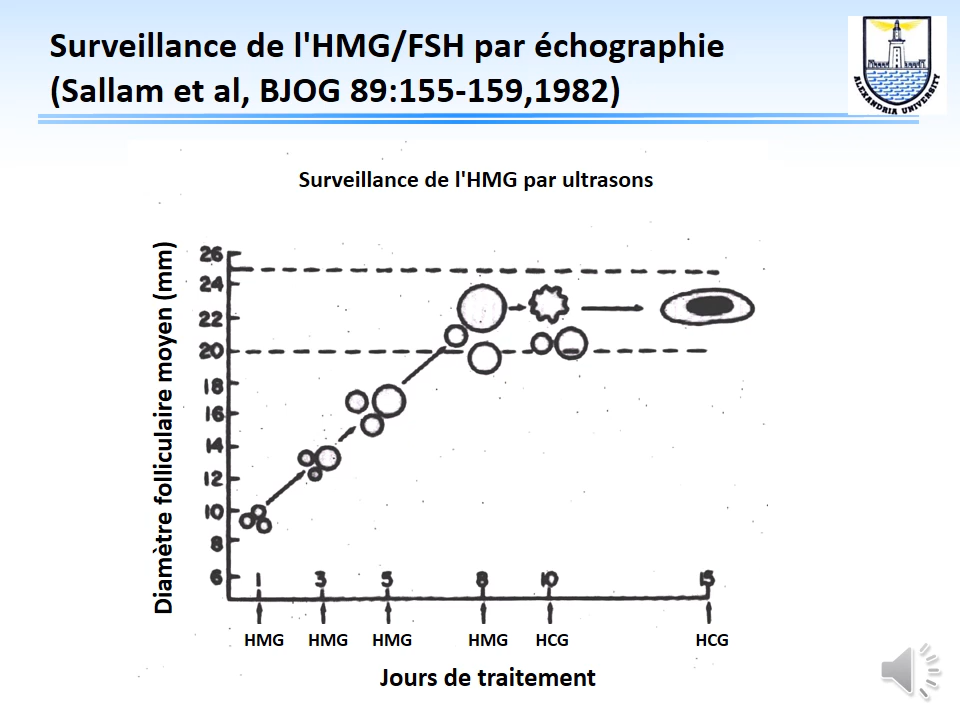 Surveillance de l'HMG/FSH par échographie
(Sallam et al, BJOG 89:155-159,1982)
ALEXANDRIA UNIVERSITY
Surveillance de l'HMG par ultrasons
Diamètre folliculaire moyen (mm)
26
24
22
20
18
16
14
12
10
8
6
1 3 5 8 10 15
HMG HMG HMG HMG HCG HCG
Jours de traitement